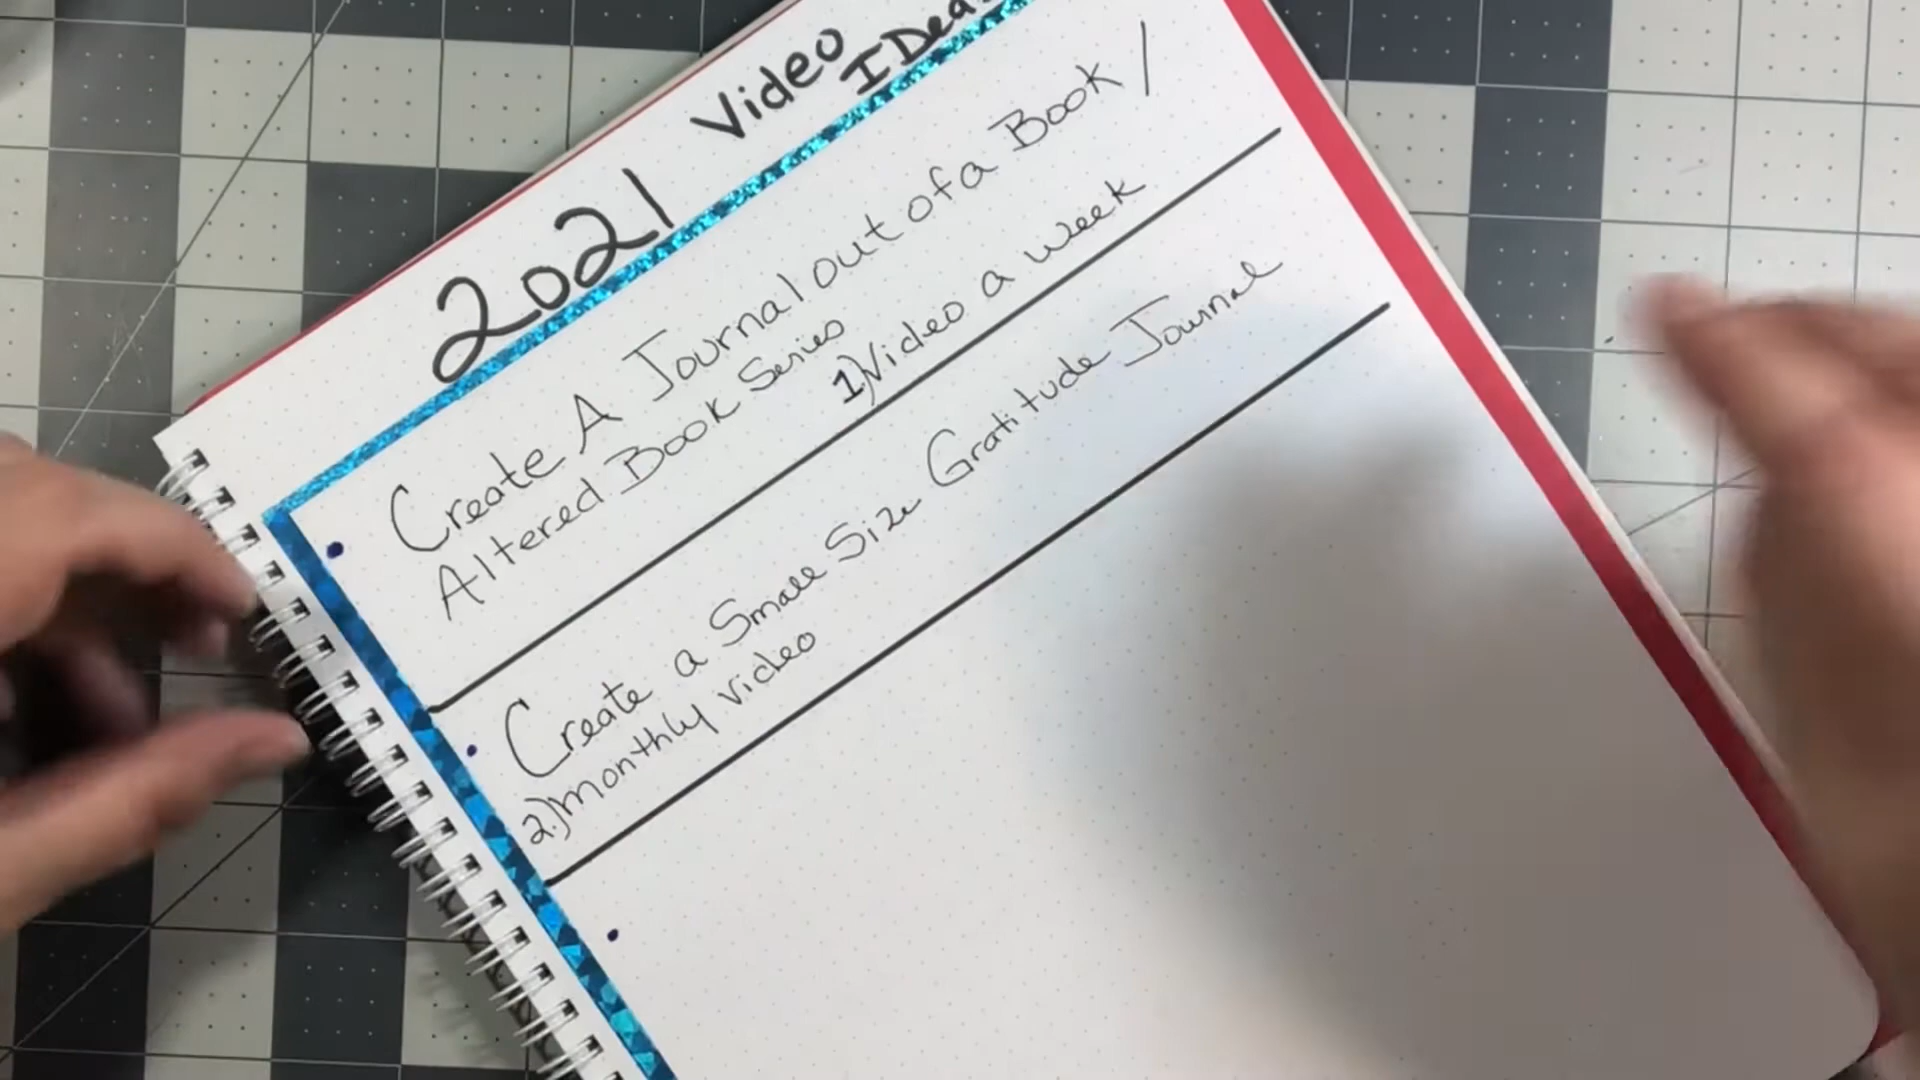 2021 Video
IDeas
• Create A Journal out of a Book /
Altered Book Series
1) Video a week
• Create a Small Size Gratitude Journal
2.) monthly video
•